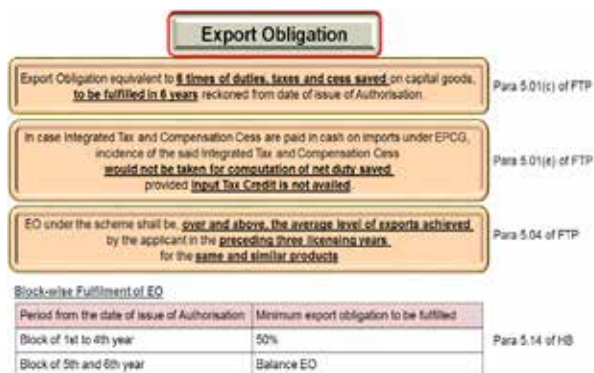 Export Obligation
Export Obligation equivalent to 6 times of duties, taxes and cess saved on capital goods,
to be fulfilled in 6 years reckoned from date of issue of Authorisation.
Para 5.01(c) of FTP
In case Integrated Tax and Compensation Cess are paid in cash on imports under EPCG,
incidence of the said Integrated Tax and Compensation Cess
would not be taken for computation of net duty saved
provided Input Tax Credit is not availed.
Para 5.01(e) of FTP
EO under the scheme shall be, over and above, the average level of exports achieved
by the applicant in the preceding three licensing years
for the same and similar products
Para 5.04 of FTP
Block-wise Fulfilment of EO
Period from the date of issue of Authorisation Minimum export obligation to be fulfilled
Block of 1st to 4th year 50%
Block of 5th and 6th year Balance EO
Para 5.14 of HB